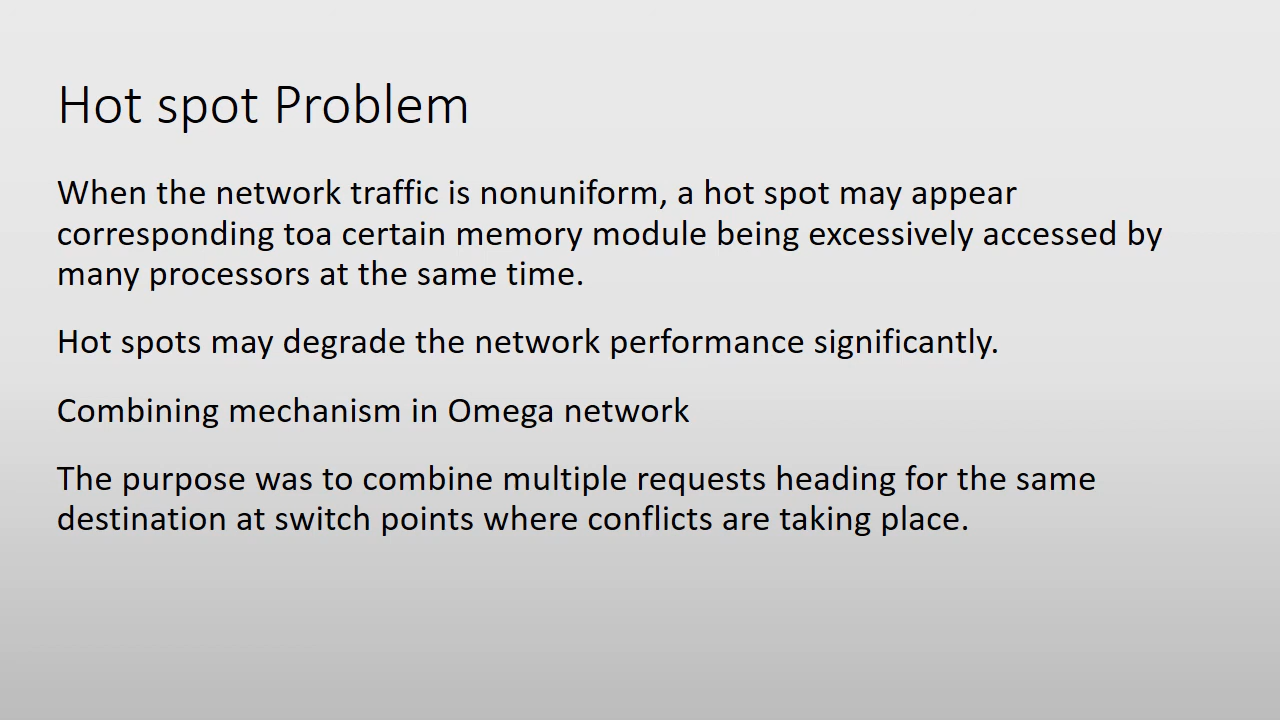 Hot spot Problem
When the network traffic is nonuniform, a hot spot may appear
corresponding toa certain memory module being excessively accessed by
many processors at the same time.
Hot spots may degrade the network performance significantly.
Combining mechanism in Omega network
The purpose was to combine multiple requests heading for the same
destination at switch points where conflicts are taking place.